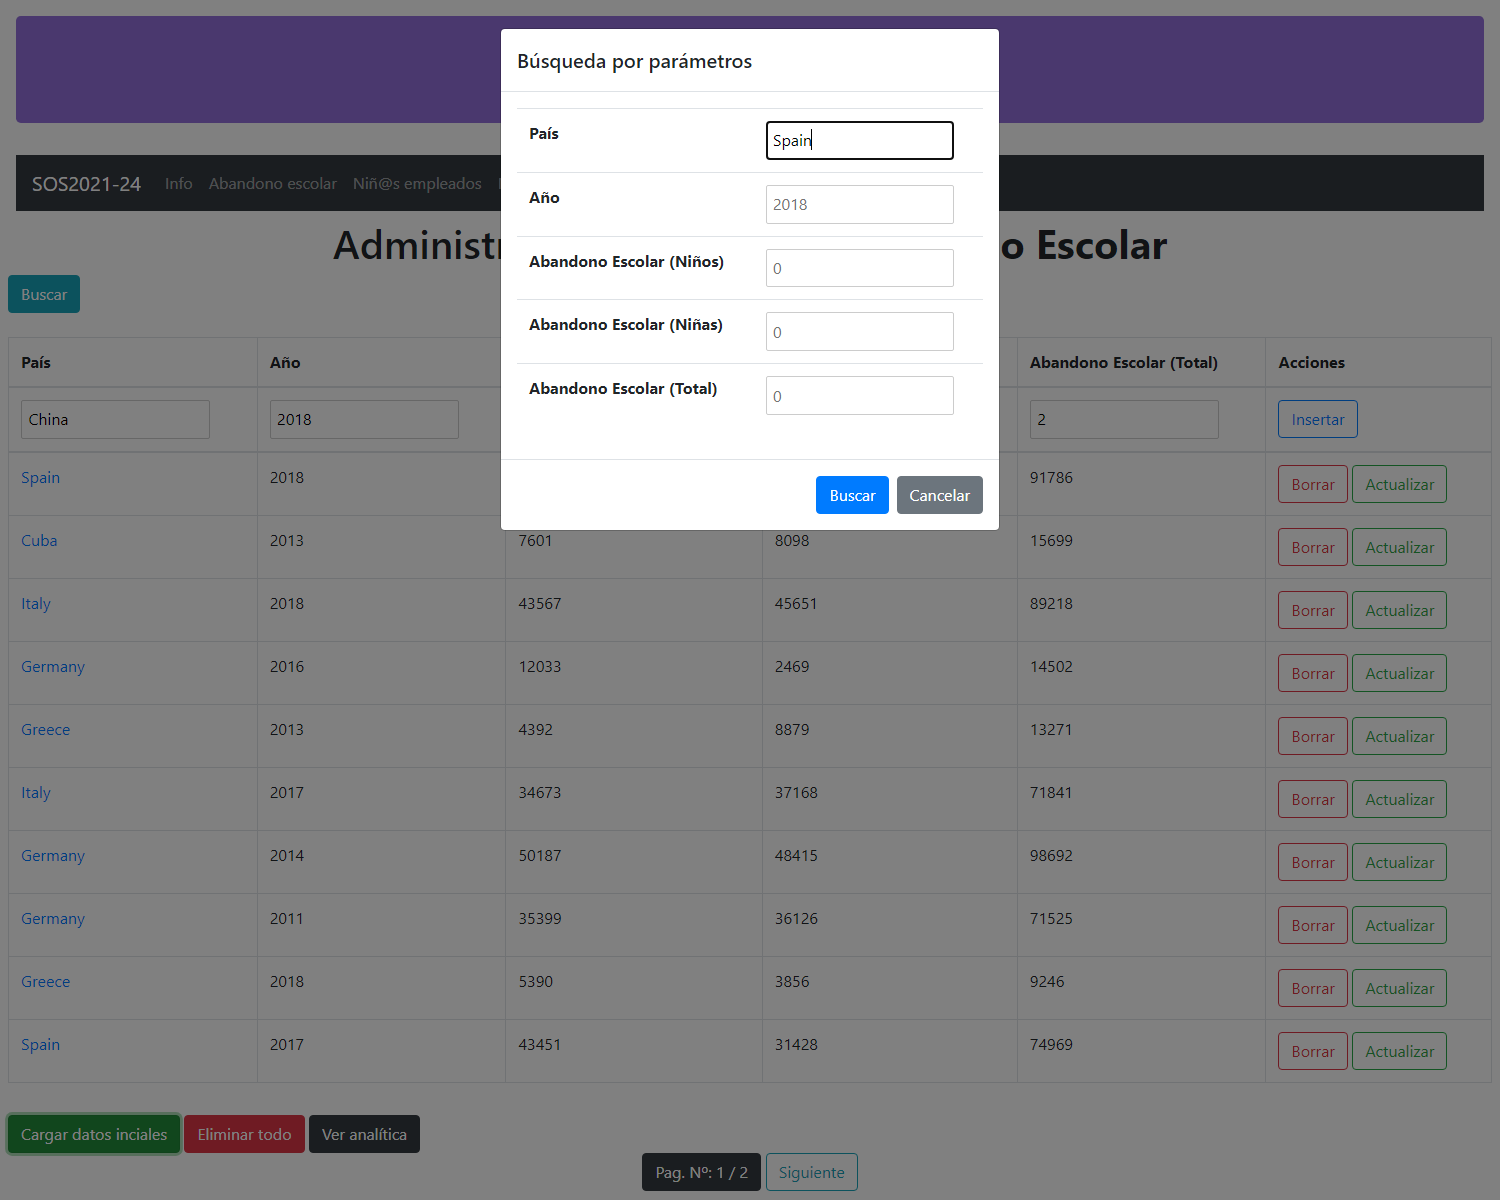 Búsqueda por parámetros
País Spain
Año 2018
Abandono Escolar (Niños) 0
Abandono Escolar (Niñas) 0
Abandono Escolar (Total) 0
Buscar Cancelar
SOS2021-24 Info Abandono escolar Niñ@s empleados
o Escolar
Buscar
País Año Abandono Escolar (Total) Acciones
China 2018 2 Insertar
Spain 2018 91786 Borrar Actualizar
Cuba 2013 7601 8098 15699 Borrar Actualizar
Italy 2018 43567 45651 89218 Borrar Actualizar
Germany 2016 12033 2469 14502 Borrar Actualizar
Greece 2013 4392 8879 13271 Borrar Actualizar
Italy 2017 34673 37168 71841 Borrar Actualizar
Germany 2014 50187 48415 98692 Borrar Actualizar
Germany 2011 35399 36126 71525 Borrar Actualizar
Greece 2018 5390 3856 9246 Borrar Actualizar
Spain 2017 43451 31428 74969 Borrar Actualizar
Cargar datos inciales Eliminar todo Ver analítica
Pag. Nº: 1 / 2 Siguiente